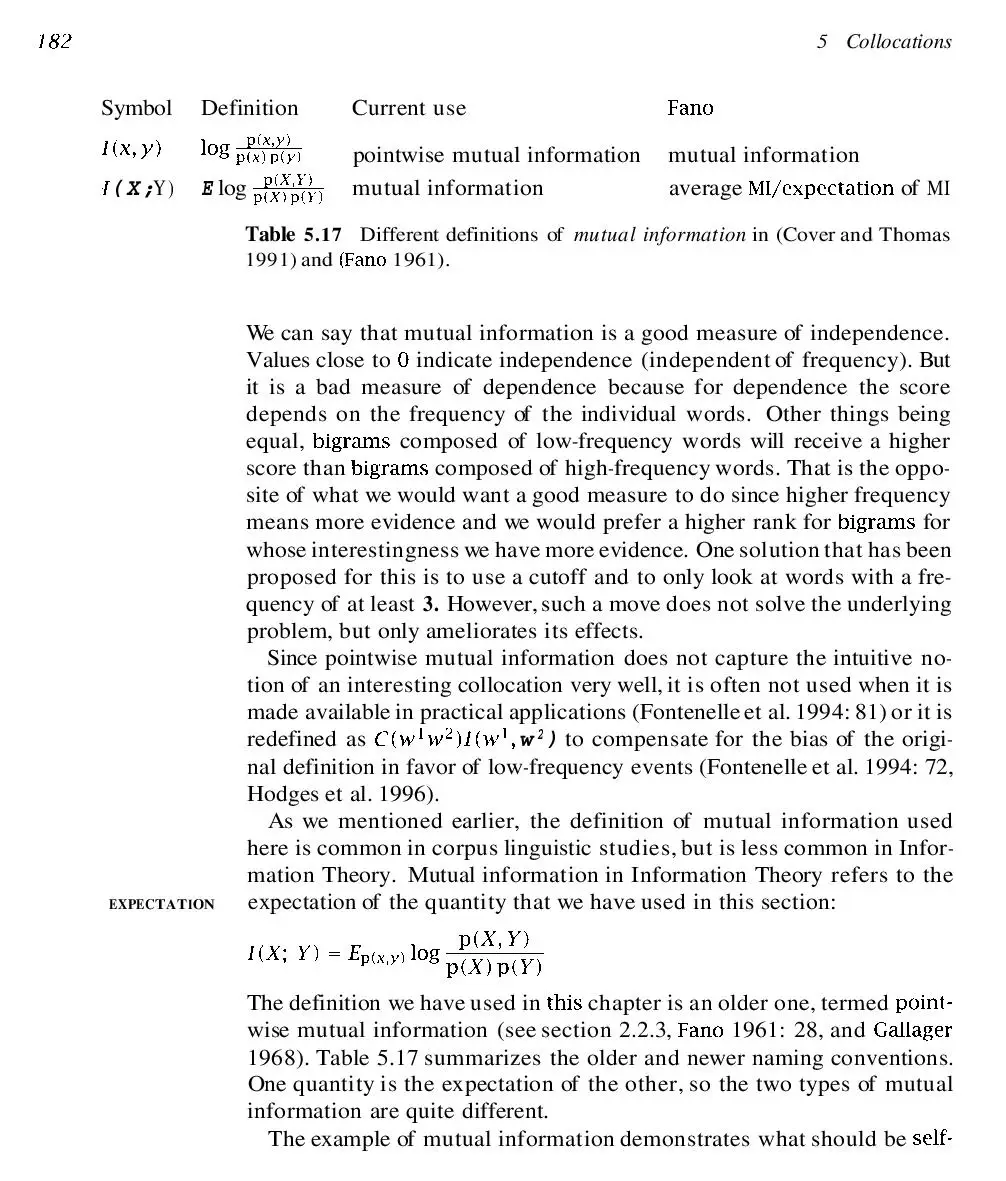 182 5 Collocations
Symbol Definition Current use Fano
I(x,y) log p(x,y) / p(x) p(y) pointwise mutual information mutual information
I(X;Y) E log p(X,Y) / p(X) p(Y) mutual information average MI/expectation of MI
Table 5.17 Different definitions of mutual information in (Cover and Thomas
1991) and (Fano 1961).
We can say that mutual information is a good measure of independence.
Values close to 0 indicate independence (independent of frequency). But
it is a bad measure of dependence because for dependence the score
depends on the frequency of the individual words. Other things being
equal, bigrams composed of low-frequency words will receive a higher
score than bigrams composed of high-frequency words. That is the oppo-
site of what we would want a good measure to do since higher frequency
means more evidence and we would prefer a higher rank for bigrams for
whose interestingness we have more evidence. One solution that has been
proposed for this is to use a cutoff and to only look at words with a fre-
quency of at least 3. However, such a move does not solve the underlying
problem, but only ameliorates its effects.
Since pointwise mutual information does not capture the intuitive no-
tion of an interesting collocation very well, it is often not used when it is
made available in practical applications (Fontenelle et al. 1994: 81) or it is
redefined as C(w¹w²)I(w¹,w²) to compensate for the bias of the origi-
nal definition in favor of low-frequency events (Fontenelle et al. 1994: 72,
Hodges et al. 1996).
As we mentioned earlier, the definition of mutual information used
here is common in corpus linguistic studies, but is less common in Infor-
mation Theory. Mutual information in Information Theory refers to the
EXPECTATION expectation of the quantity that we have used in this section:
I(X; Y) = E p(x,y) log p(X,Y) / p(X) p(Y)
The definition we have used in this chapter is an older one, termed point-
wise mutual information (see section 2.2.3, Fano 1961: 28, and Gallager
1968). Table 5.17 summarizes the older and newer naming conventions.
One quantity is the expectation of the other, so the two types of mutual
information are quite different.
The example of mutual information demonstrates what should be self-